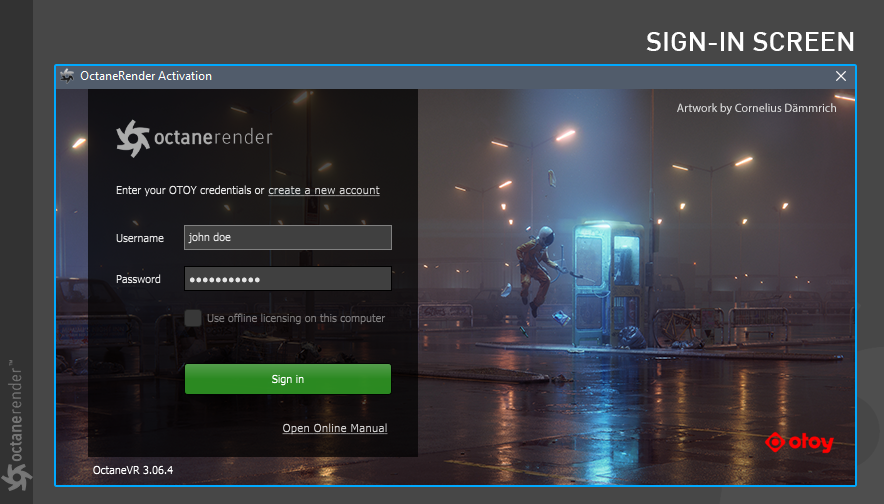 SIGN-IN SCREEN
OctaneRender Activation
Artwork by Cornelius Dämmrich
octanerender
Enter your OTOY credentials or create a new account
Username
john doe
Password
●●●●●●●●●●●
Use offline licensing on this computer
Sign in
Open Online Manual
OctaneVR 3.06.4
otoy
octanerender™